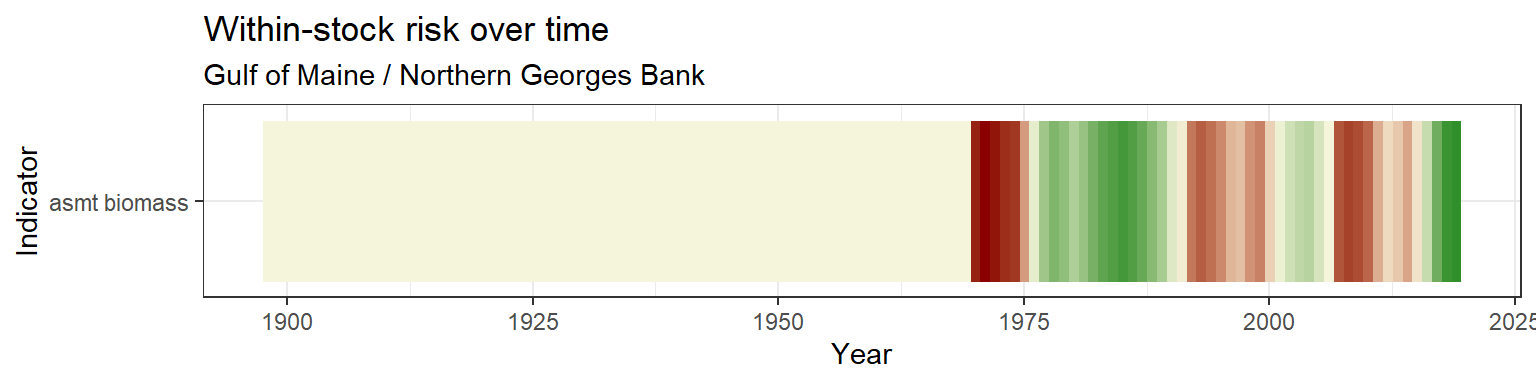 Within-stock risk over time
Gulf of Maine / Northern Georges Bank
Indicator
asmt biomass
1900 1925 1950 1975 2000 2025
Year